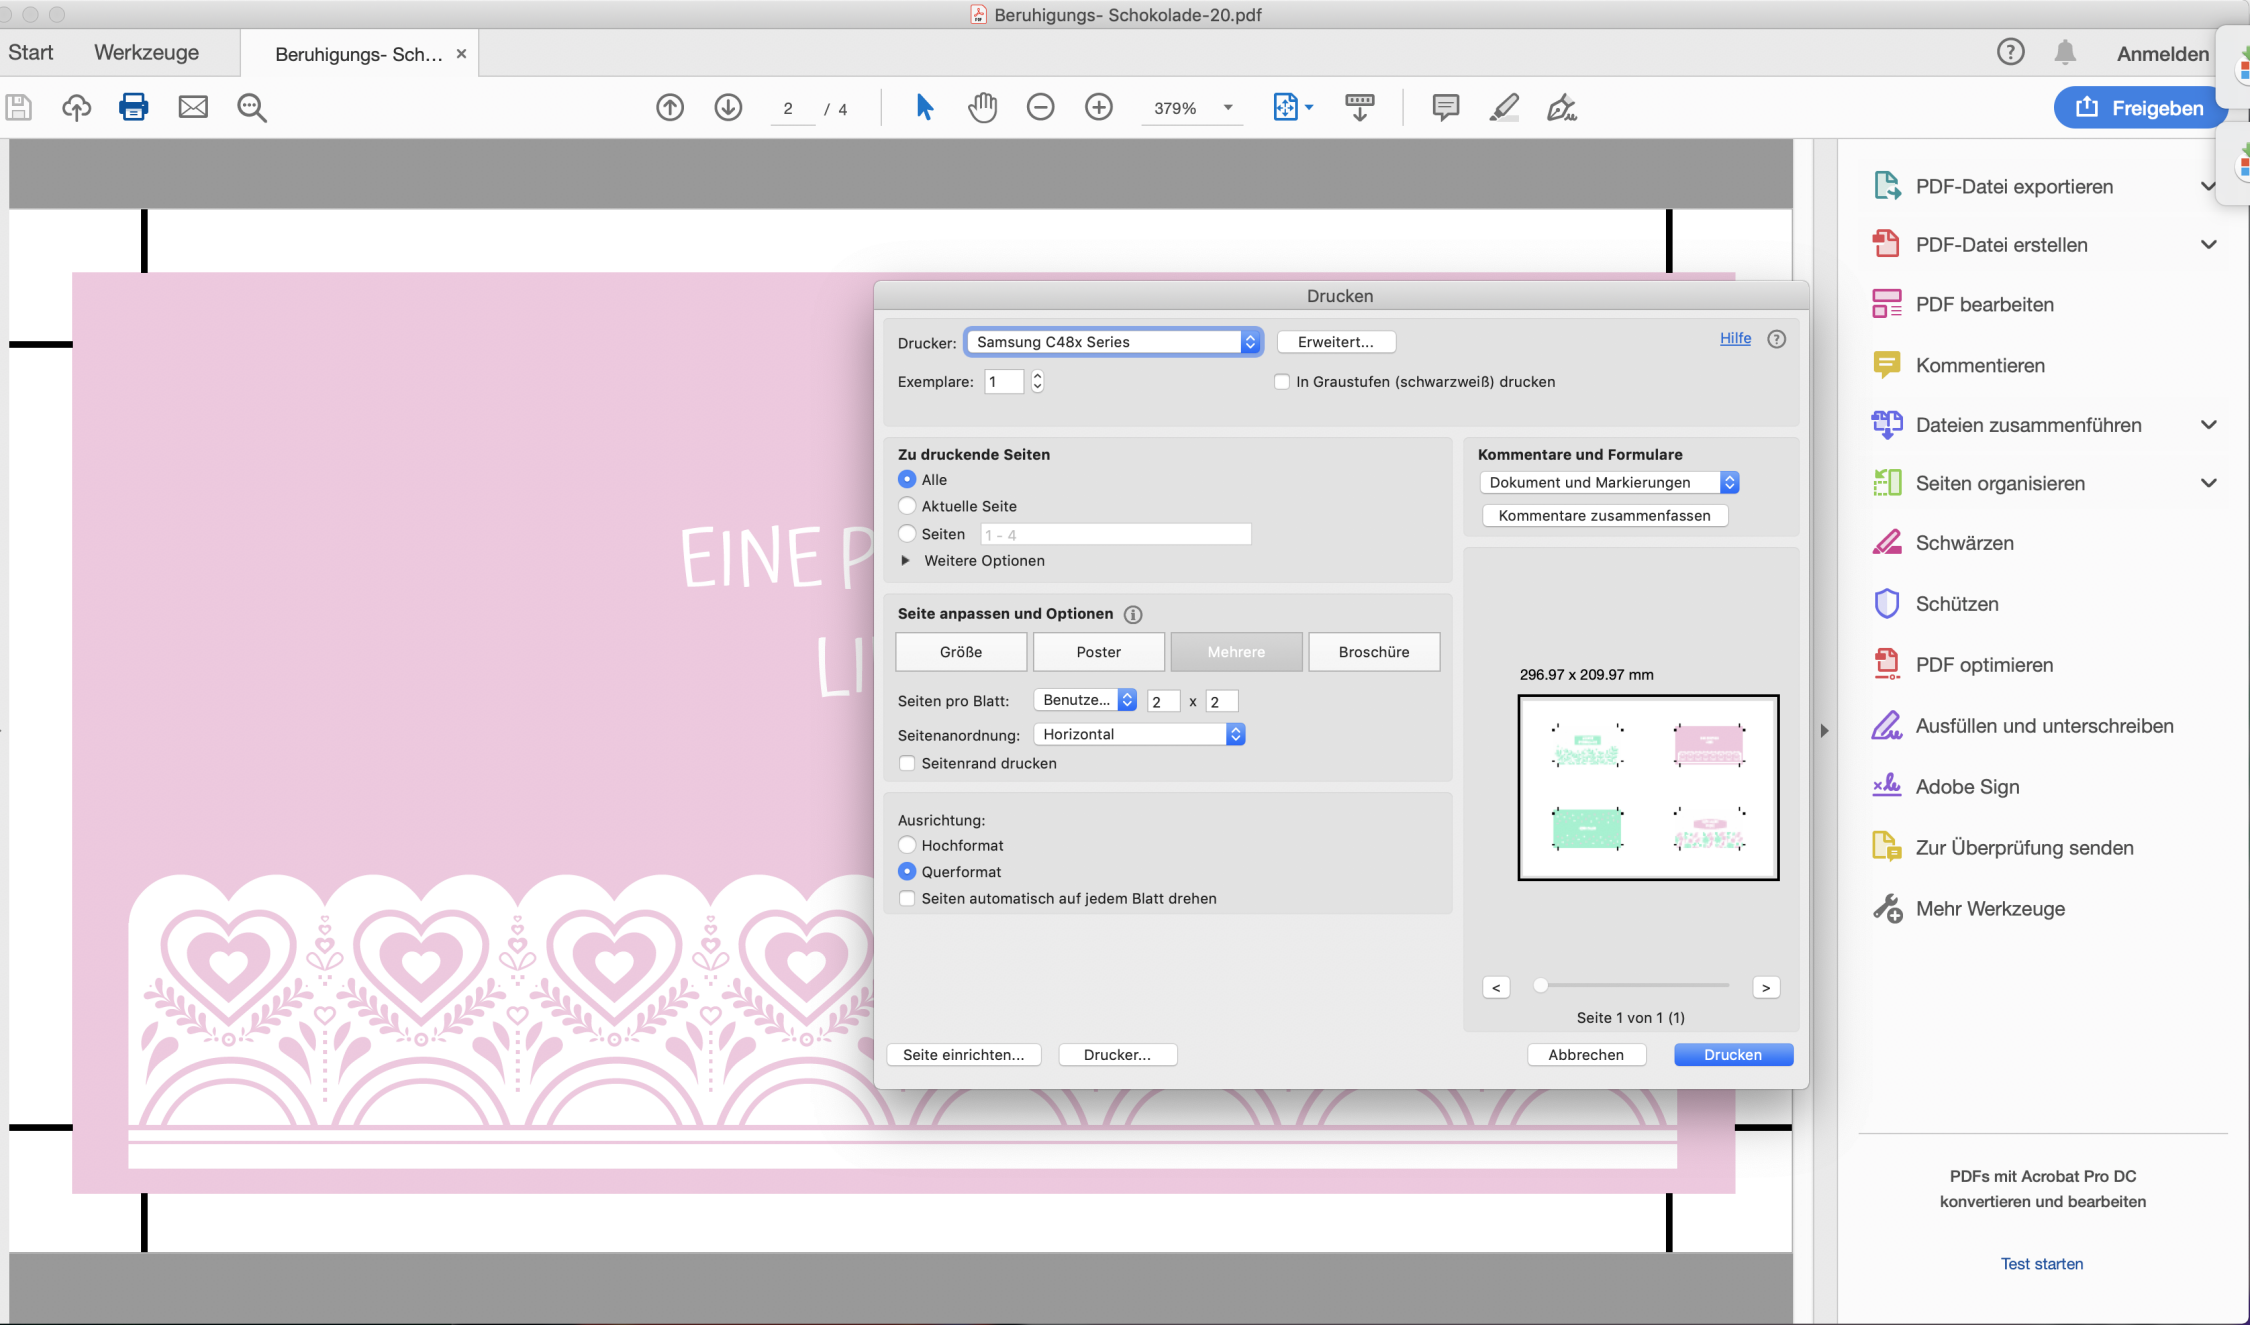 Beruhigungs- Schokolade-20.pdf
Start
Werkzeuge
Beruhigungs- Sch...
Anmelden
2 / 4
379%
Freigeben
EINE P
LI
Drucken
Drucker: Samsung C48x Series
Erweitert...
Hilfe
Exemplare: 1
In Graustufen (schwarzweiß) drucken
Zu druckende Seiten
Alle
Aktuelle Seite
Seiten 1 - 4
Weitere Optionen
Kommentare und Formulare
Dokument und Markierungen
Kommentare zusammenfassen
Seite anpassen und Optionen
Größe
Poster
Mehrere
Broschüre
Seiten pro Blatt: Benutze... 2 x 2
Seitenanordnung: Horizontal
Seitenrand drucken
Ausrichtung:
Hochformat
Querformat
Seiten automatisch auf jedem Blatt drehen
296.97 x 209.97 mm
<
>
Seite 1 von 1 (1)
Seite einrichten...
Drucker...
Abbrechen
Drucken
PDF-Datei exportieren
PDF-Datei erstellen
PDF bearbeiten
Kommentieren
Dateien zusammenführen
Seiten organisieren
Schwärzen
Schützen
PDF optimieren
Ausfüllen und unterschreiben
Adobe Sign
Zur Überprüfung senden
Mehr Werkzeuge
PDFs mit Acrobat Pro DC
konvertieren und bearbeiten
Test starten